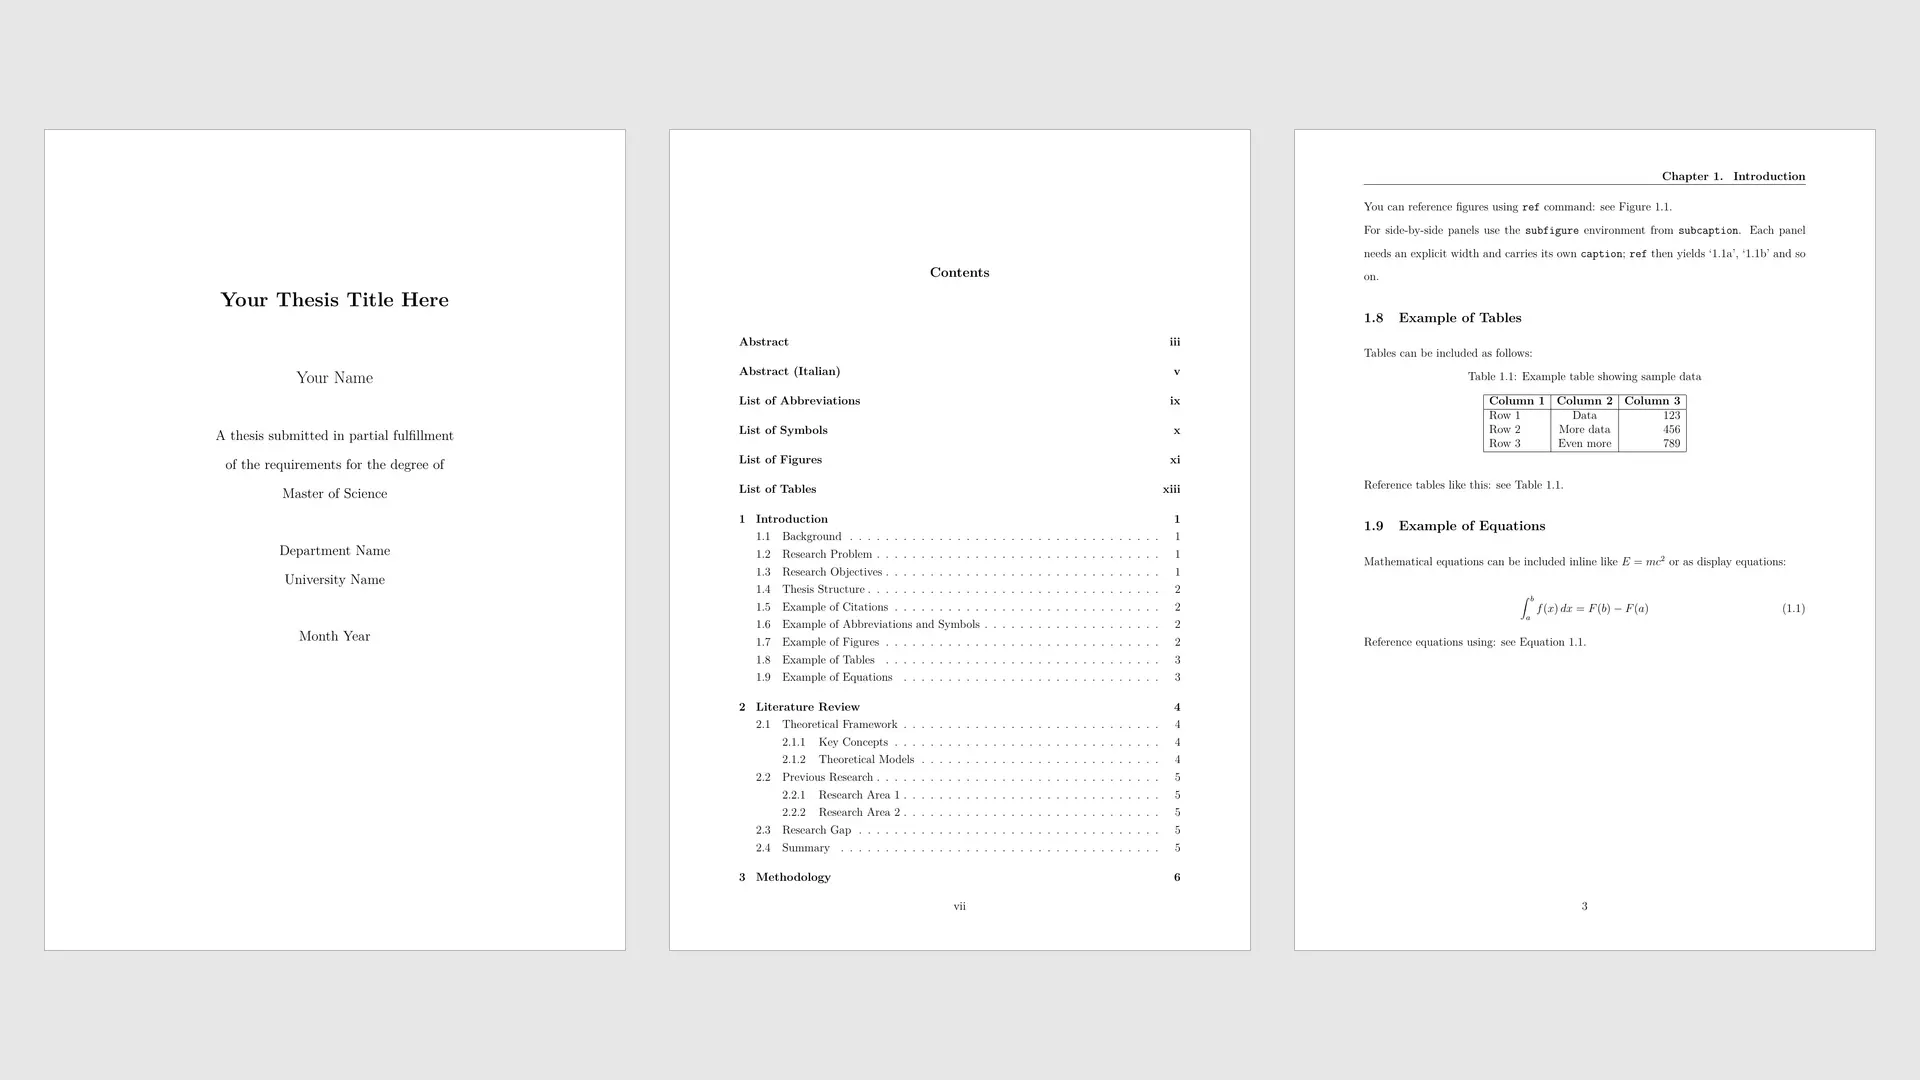 Your Thesis Title Here
Your Name
A thesis submitted in partial fulfillment
of the requirements for the degree of
Master of Science
Department Name
University Name
Month Year
Contents
Abstract iii
Abstract (Italian) v
List of Abbreviations ix
List of Symbols x
List of Figures xi
List of Tables xiii
1 Introduction 1
1.1 Background . . . . . . . . . . . . . . . . . . . . . . . . . . . . . . . . . . . 1
1.2 Research Problem . . . . . . . . . . . . . . . . . . . . . . . . . . . . . . . . 1
1.3 Research Objectives . . . . . . . . . . . . . . . . . . . . . . . . . . . . . . . 1
1.4 Thesis Structure . . . . . . . . . . . . . . . . . . . . . . . . . . . . . . . . . 2
1.5 Example of Citations . . . . . . . . . . . . . . . . . . . . . . . . . . . . . . 2
1.6 Example of Abbreviations and Symbols . . . . . . . . . . . . . . . . . . . . 2
1.7 Example of Figures . . . . . . . . . . . . . . . . . . . . . . . . . . . . . . . 2
1.8 Example of Tables . . . . . . . . . . . . . . . . . . . . . . . . . . . . . . . 3
1.9 Example of Equations . . . . . . . . . . . . . . . . . . . . . . . . . . . . . 3
2 Literature Review 4
2.1 Theoretical Framework . . . . . . . . . . . . . . . . . . . . . . . . . . . . . 4
2.1.1 Key Concepts . . . . . . . . . . . . . . . . . . . . . . . . . . . . . . 4
2.1.2 Theoretical Models . . . . . . . . . . . . . . . . . . . . . . . . . . . 4
2.2 Previous Research . . . . . . . . . . . . . . . . . . . . . . . . . . . . . . . . 5
2.2.1 Research Area 1 . . . . . . . . . . . . . . . . . . . . . . . . . . . . . 5
2.2.2 Research Area 2 . . . . . . . . . . . . . . . . . . . . . . . . . . . . . 5
2.3 Research Gap . . . . . . . . . . . . . . . . . . . . . . . . . . . . . . . . . . 5
2.4 Summary . . . . . . . . . . . . . . . . . . . . . . . . . . . . . . . . . . . . 5
3 Methodology 6
vii
Chapter 1. Introduction
You can reference figures using ref command: see Figure 1.1.
For side-by-side panels use the subfigure environment from subcaption. Each panel
needs an explicit width and carries its own caption; ref then yields ‘1.1a’, ‘1.1b’ and so
on.
1.8 Example of Tables
Tables can be included as follows:
Table 1.1: Example table showing sample data
Column 1 Column 2 Column 3
Row 1 Data 123
Row 2 More data 456
Row 3 Even more 789
Reference tables like this: see Table 1.1.
1.9 Example of Equations
Mathematical equations can be included inline like E = mc² or as display equations:
∫ₐᵇ f(x) dx = F(b) − F(a) (1.1)
Reference equations using: see Equation 1.1.
3